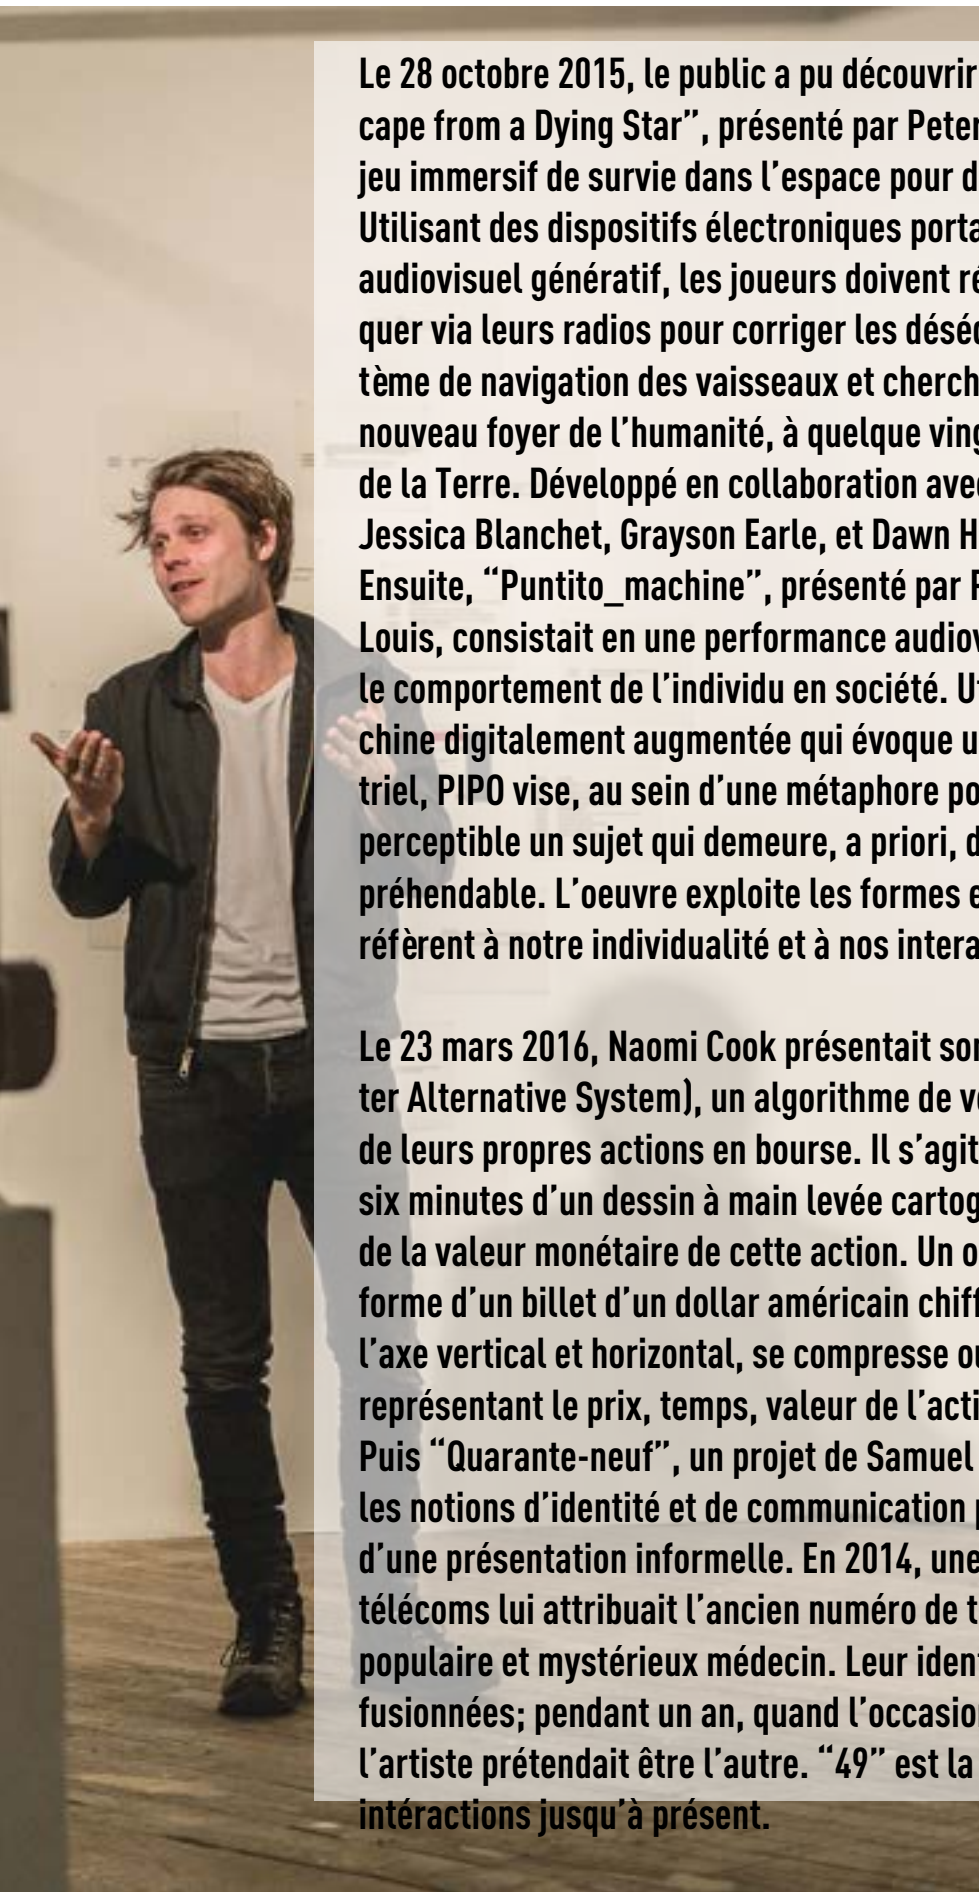 Le 28 octobre 2015, le public a pu découvrir
cape from a Dying Star”, présenté par Peter
jeu immersif de survie dans l’espace pour d
Utilisant des dispositifs électroniques porta
audiovisuel génératif, les joueurs doivent ré
quer via leurs radios pour corriger les déséq
tème de navigation des vaisseaux et cherch
nouveau foyer de l’humanité, à quelque ving
de la Terre. Développé en collaboration avec
Jessica Blanchet, Grayson Earle, et Dawn H
Ensuite, “Puntito_machine”, présenté par P
Louis, consistait en une performance audiov
le comportement de l’individu en société. Ut
chine digitalement augmentée qui évoque u
triel, PIPO vise, au sein d’une métaphore po
perceptible un sujet qui demeure, a priori, d
préhendable. L’oeuvre exploite les formes e
réfèrent à notre individualité et à nos intera
Le 23 mars 2016, Naomi Cook présentait son
ter Alternative System), un algorithme de ve
de leurs propres actions en bourse. Il s’agit
six minutes d’un dessin à main levée cartog
de la valeur monétaire de cette action. Un o
forme d’un billet d’un dollar américain chiff
l’axe vertical et horizontal, se compresse ou
représentant le prix, temps, valeur de l’acti
Puis “Quarante-neuf”, un projet de Samuel
les notions d’identité et de communication p
d’une présentation informelle. En 2014, une
télécoms lui attribuait l’ancien numéro de t
populaire et mystérieux médecin. Leur ident
fusionnées; pendant un an, quand l’occasion
l’artiste prétendait être l’autre. “49” est la
intéractions jusqu’à présent.